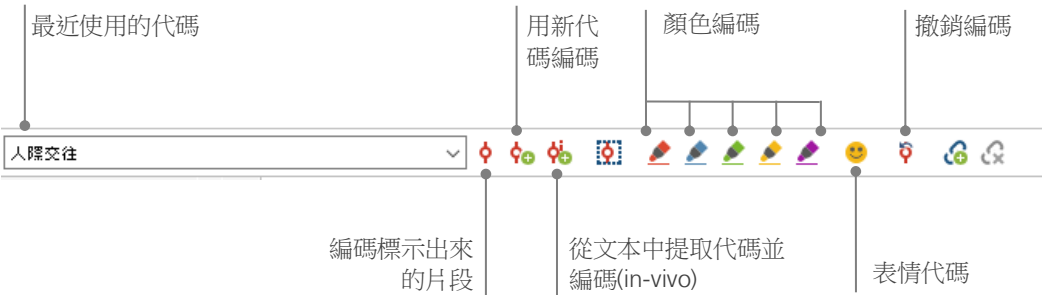 最近使用的代碼
用新代
碼編碼
顏色編碼
撤銷編碼
人際交往
編碼標示出來
的片段
從文本中提取代碼並
編碼(in-vivo)
表情代碼